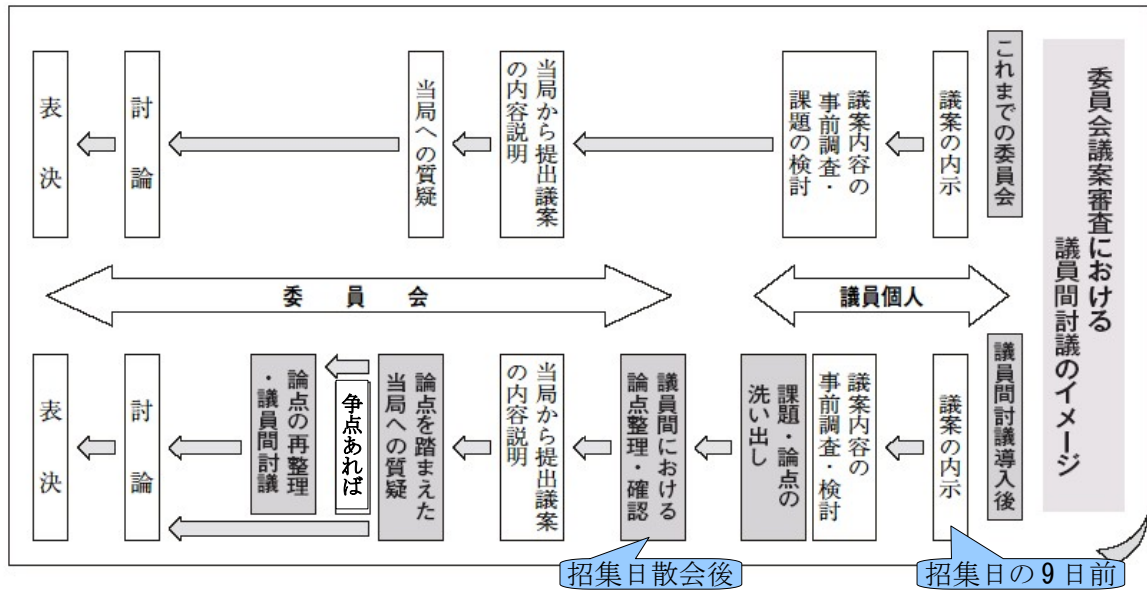 委員会議案審査における
議員間討議のイメージ
これまでの委員会
議案の内示
議案内容の
事前調査・
課題の検討
当局から提出議案
の内容説明
当局への質疑
討論
表決
議員個人
委員会
議員間討議導入後
議案の内示
議案内容の
事前調査・検討
課題・論点の
洗い出し
議員間における
論点整理・確認
当局から提出議案
の内容説明
論点を踏まえた
当局への質疑
争点あれば
論点の再整理
・議員間討議
討論
表決
招集日散会後
招集日の9日前